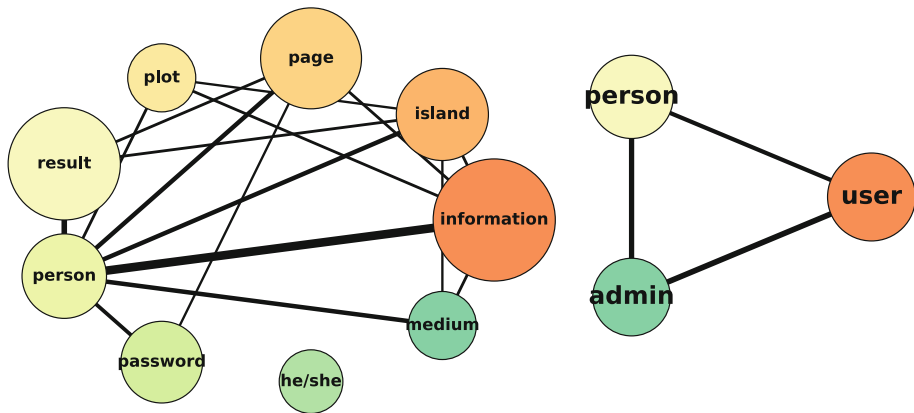 page
plot
island
result
information
person
medium
password
he/she
person
user
admin